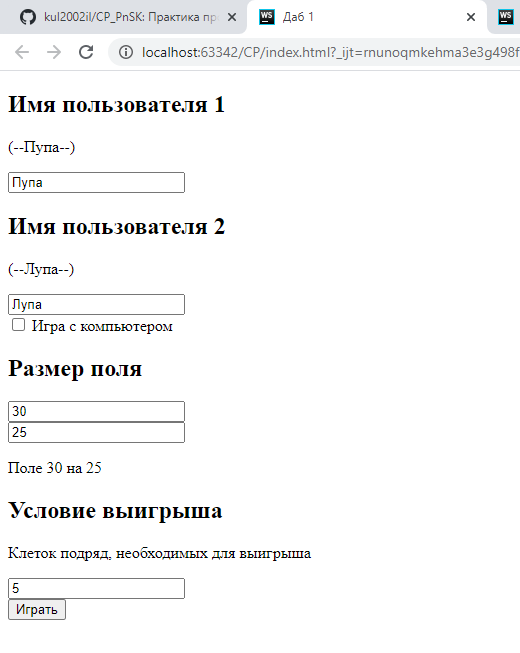 kul2002il/CP_PnSK: Практика пр
Даб 1
localhost:63342/CP/index.html?_ijt=rnunoqmkehma3e3g498f
Имя пользователя 1
(--Пупа--)
Пупа
Имя пользователя 2
(--Лупа--)
Лупа
Игра с компьютером
Размер поля
30
25
Поле 30 на 25
Условие выигрыша
Клеток подряд, необходимых для выигрыша
5
Играть